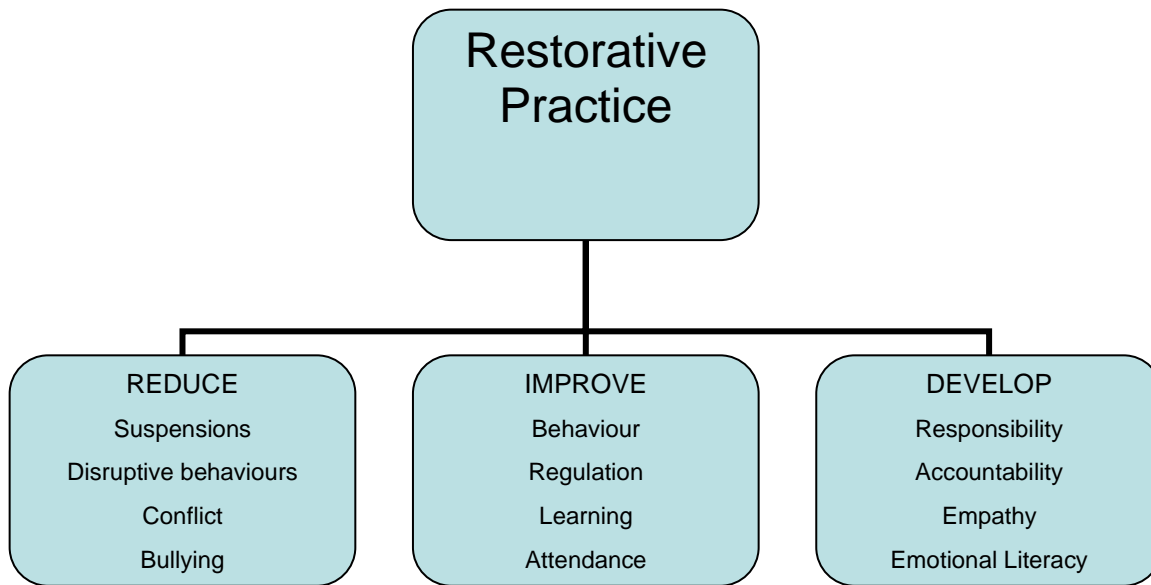 Restorative
Practice
REDUCE
Suspensions
Disruptive behaviours
Conflict
Bullying
IMPROVE
Behaviour
Regulation
Learning
Attendance
DEVELOP
Responsibility
Accountability
Empathy
Emotional Literacy